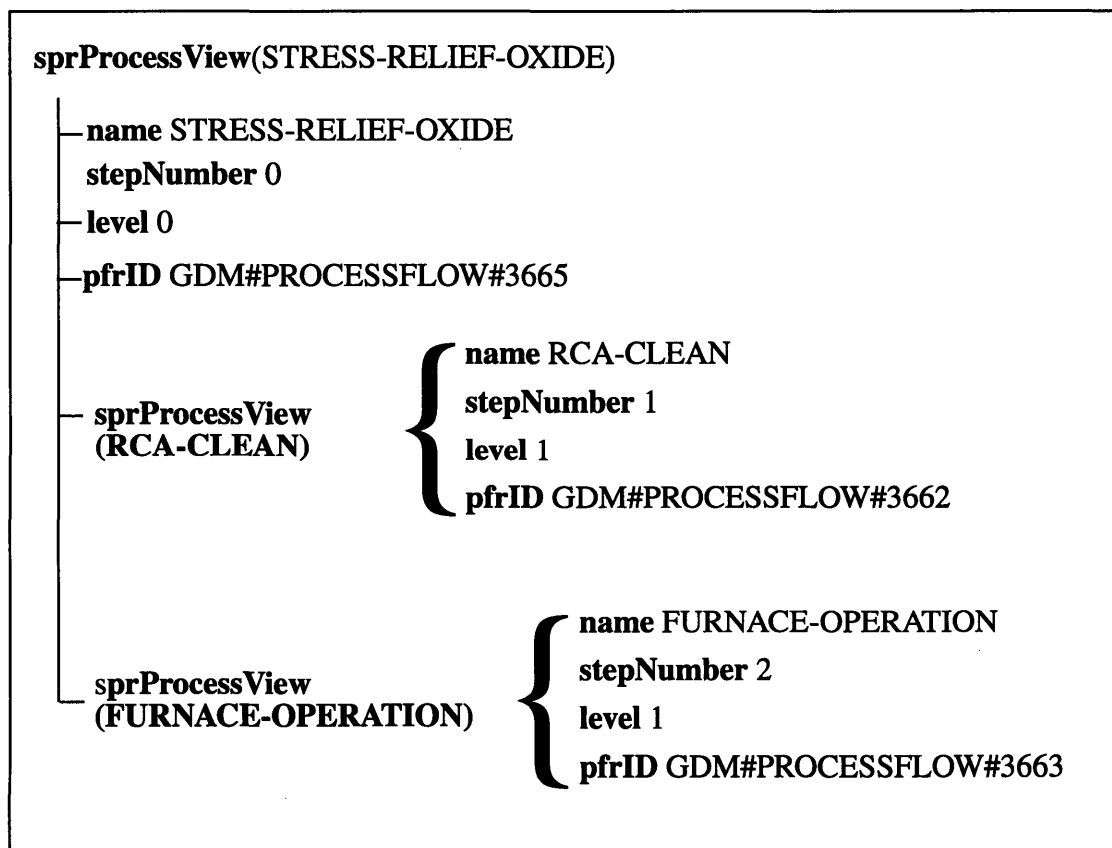 sprProcessView(STRESS-RELIEF-OXIDE)
name STRESS-RELIEF-OXIDE
stepNumber 0
level 0
pfrID GDM#PROCESSFLOW#3665
sprProcessView
(RCA-CLEAN)
name RCA-CLEAN
stepNumber 1
level 1
pfrID GDM#PROCESSFLOW#3662
sprProcessView
(FURNACE-OPERATION)
name FURNACE-OPERATION
stepNumber 2
level 1
pfrID GDM#PROCESSFLOW#3663